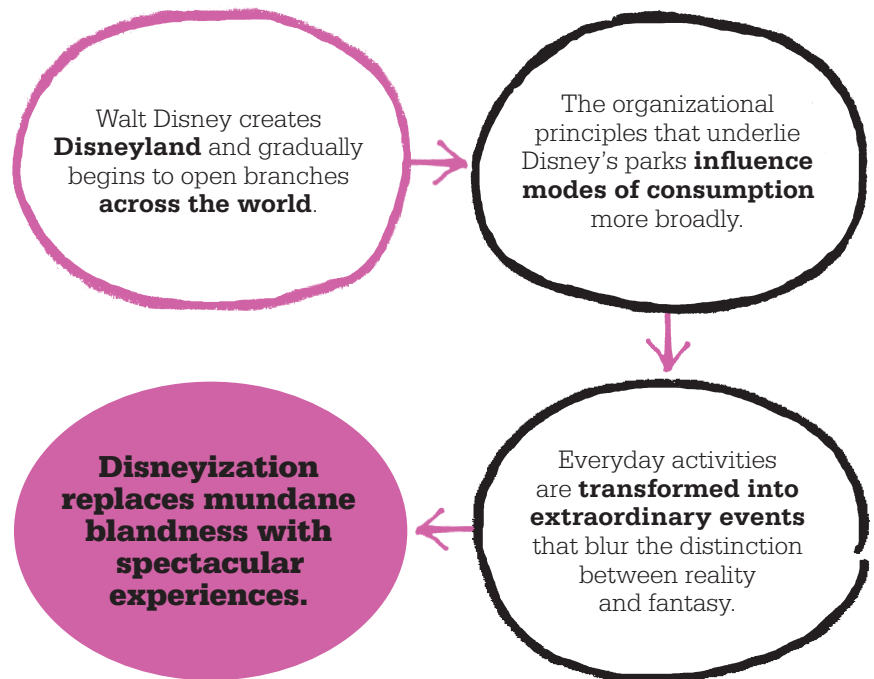 Walt Disney creates
Disneyland and gradually
begins to open branches
across the world.
The organizational
principles that underlie
Disney’s parks influence
modes of consumption
more broadly.
Everyday activities
are transformed into
extraordinary events
that blur the distinction
between reality
and fantasy.
Disneyization
replaces mundane
blandness with
spectacular
experiences.